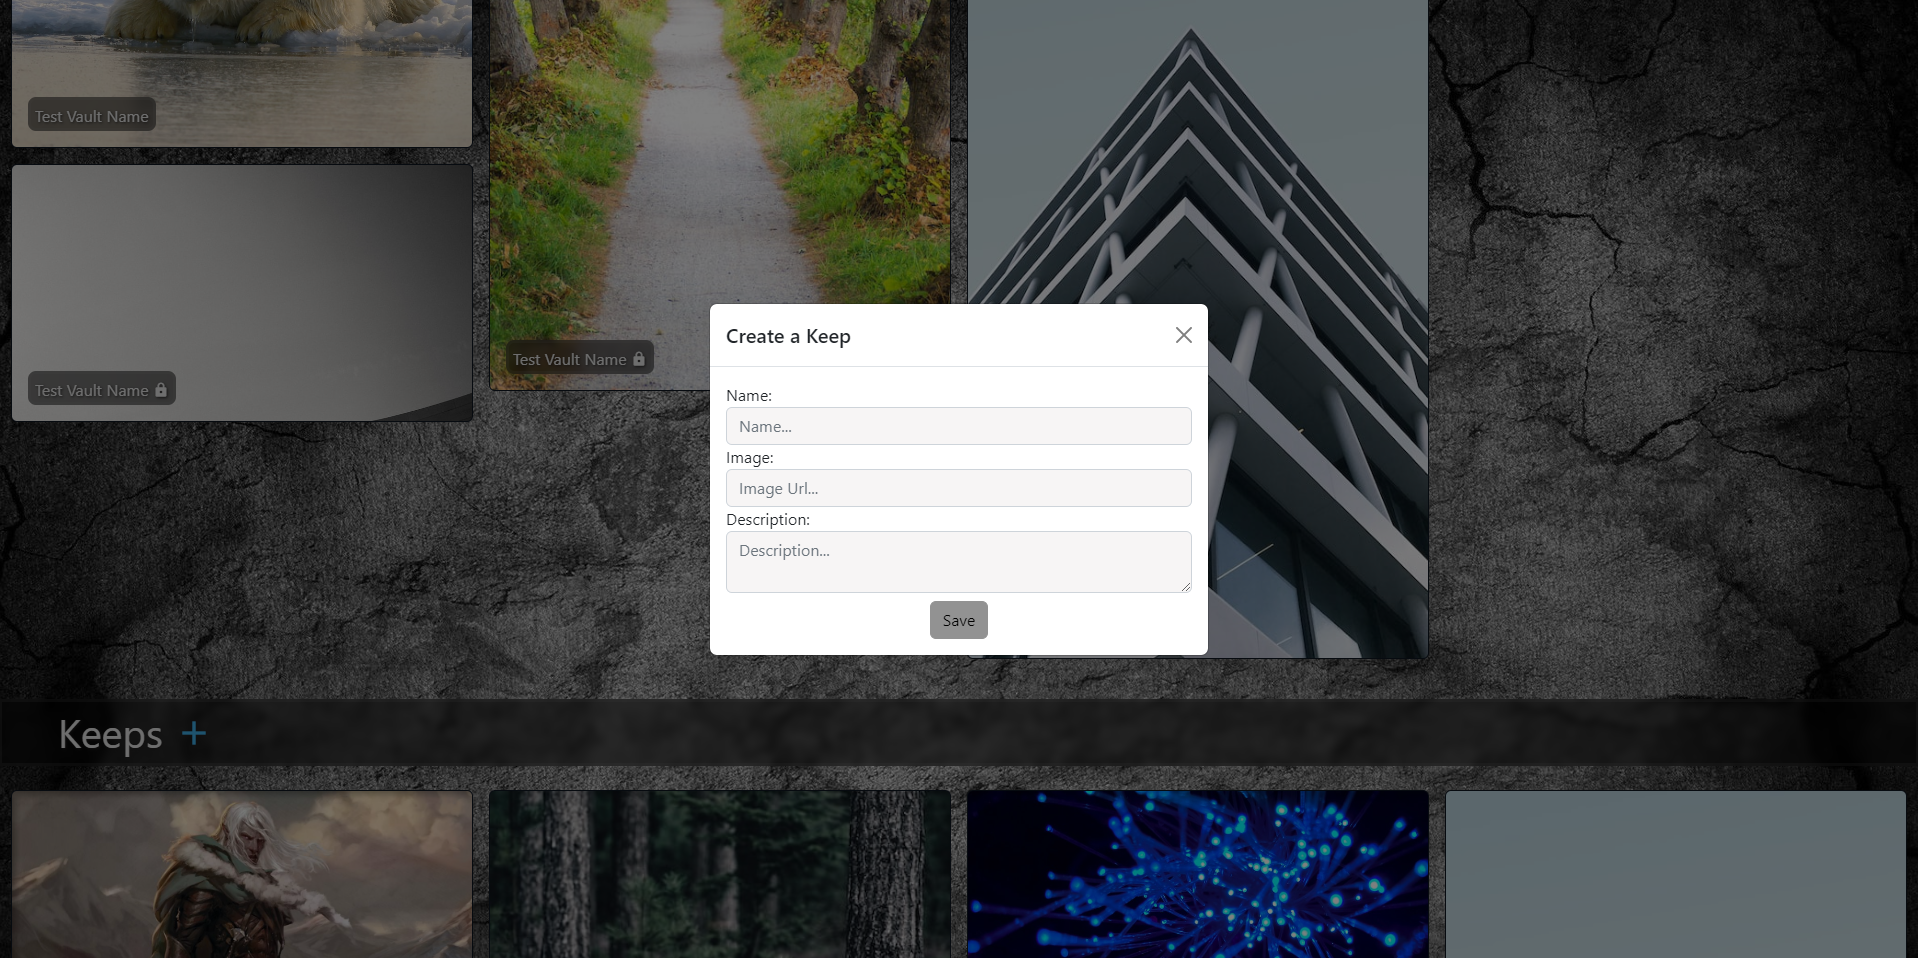 Test Vault Name
Test Vault Name
Test Vault Name
Create a Keep
Name:
Name...
Image:
Image Url...
Description:
Description...
Save
Keeps +